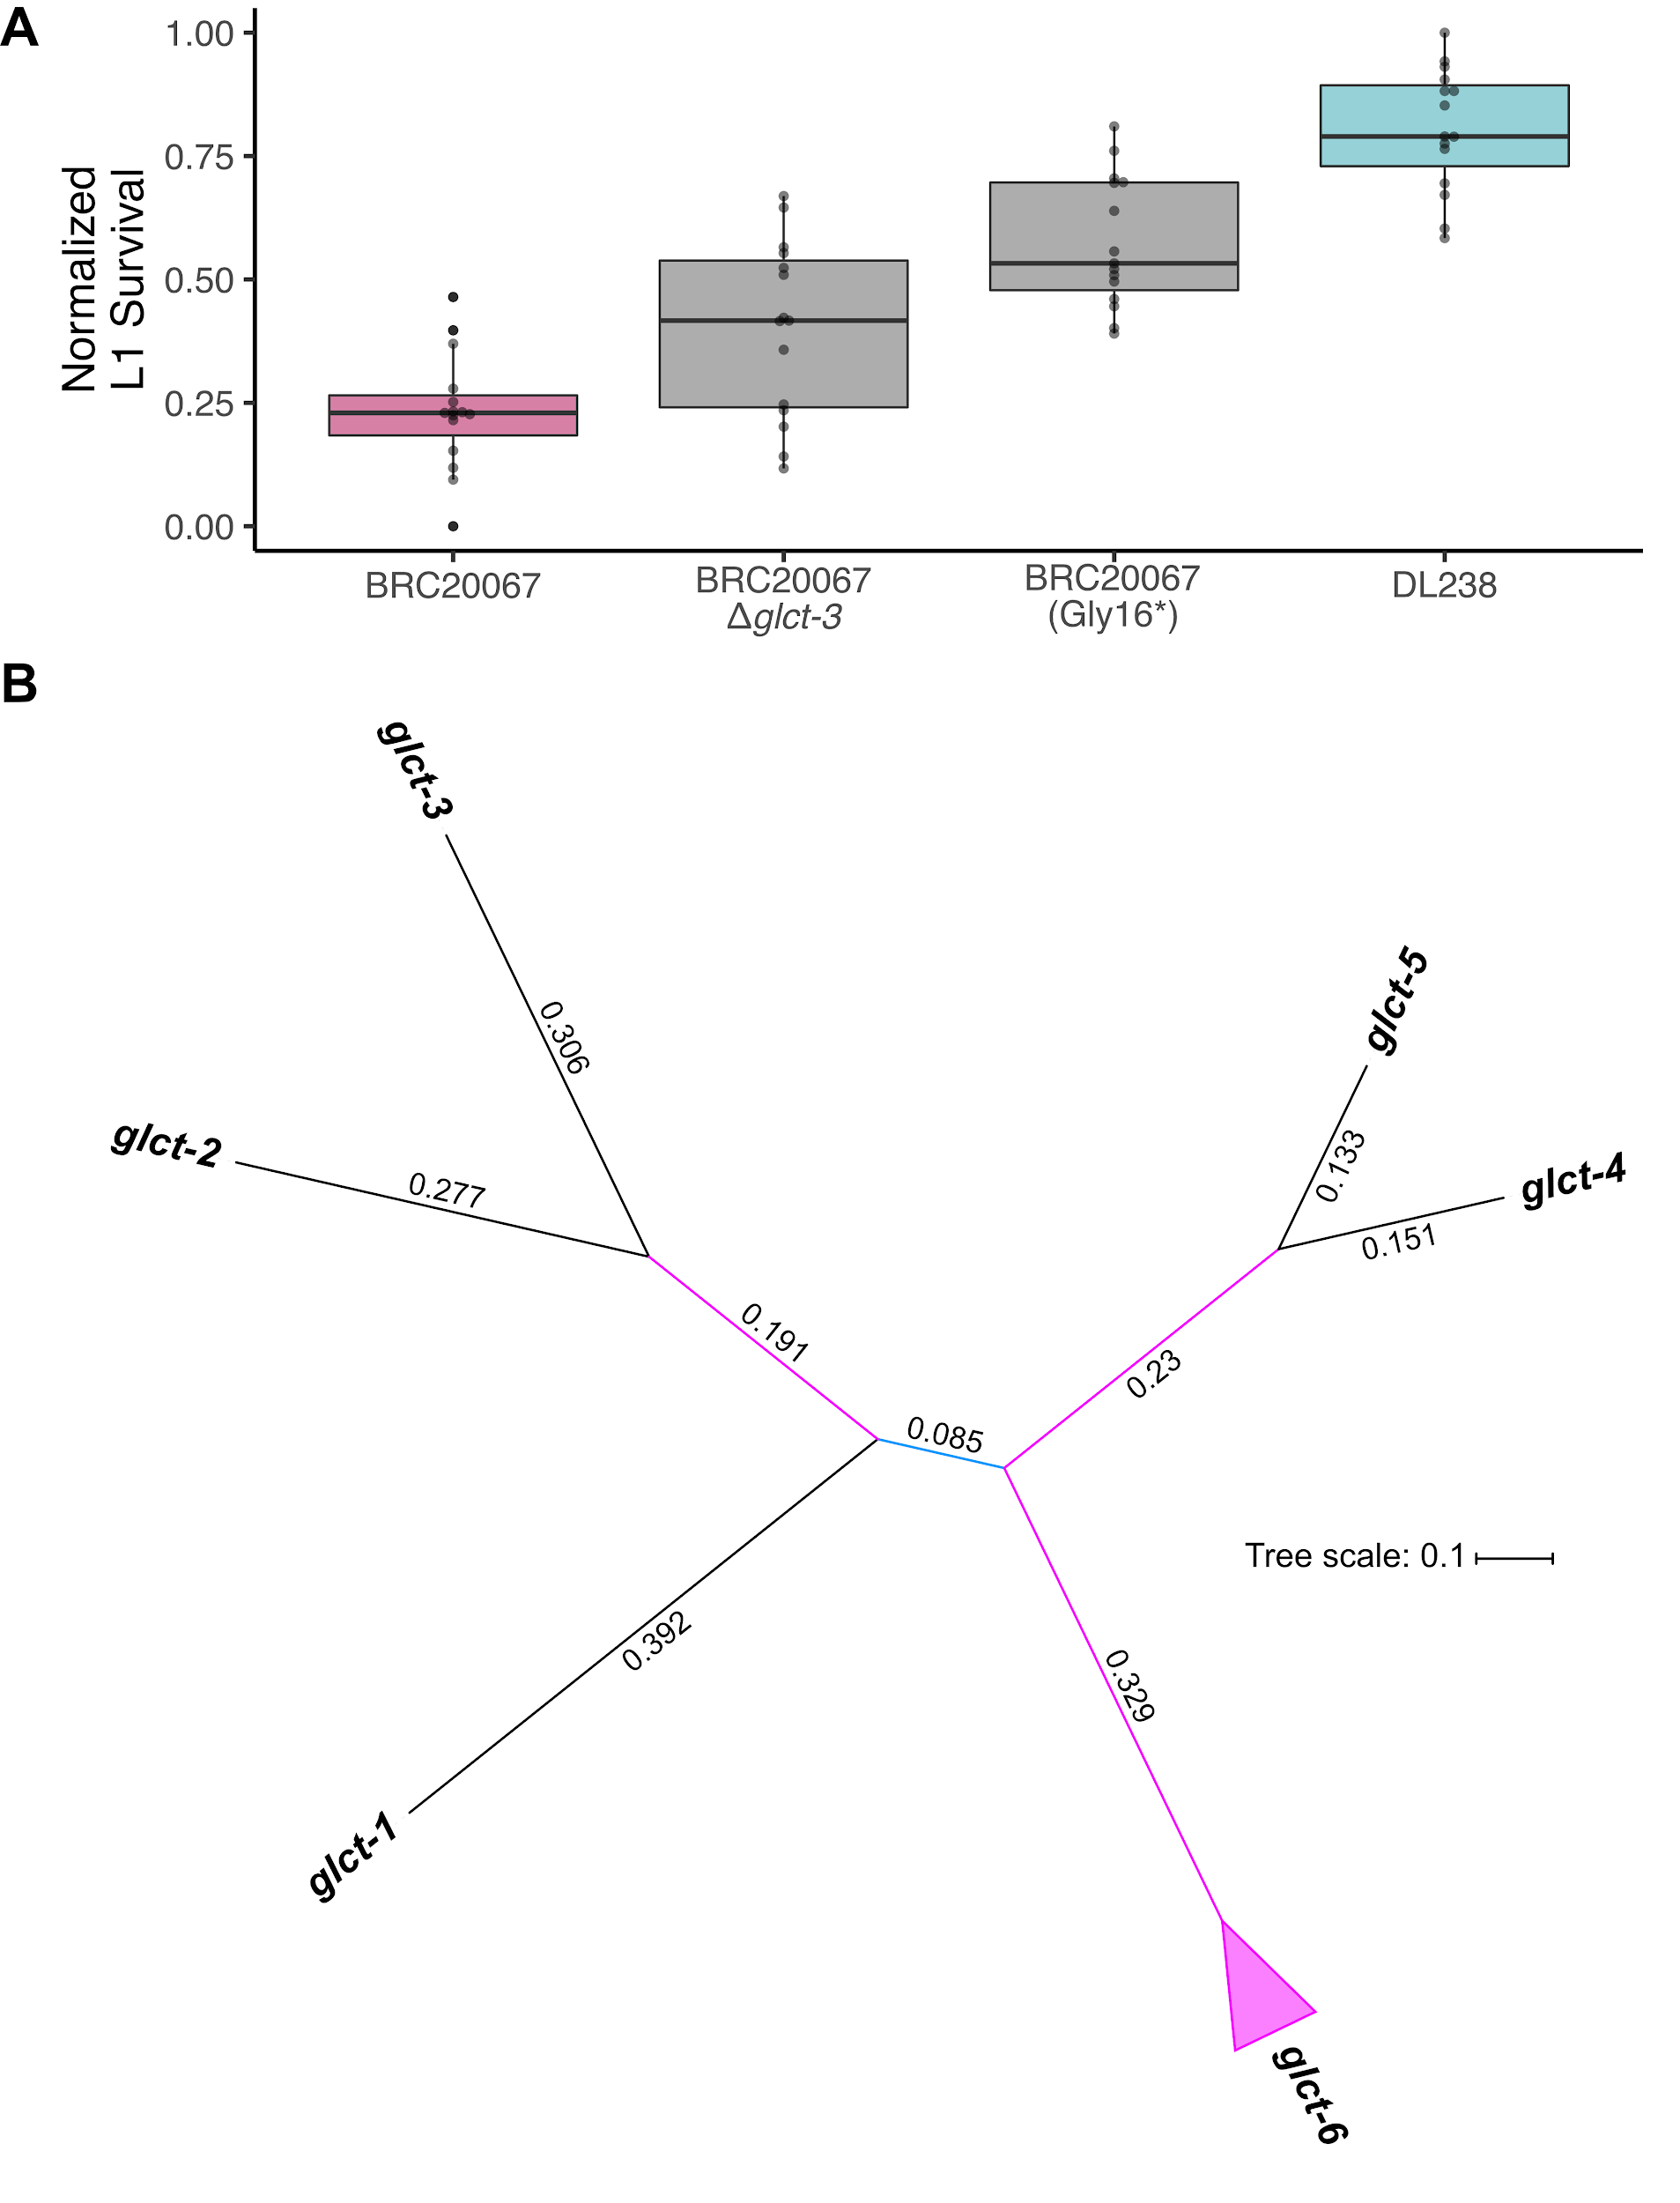 A
Normalized
L1 Survival
1.00
0.75
0.50
0.25
0.00
BRC20067
BRC20067
Δglct-3
BRC20067
(Gly16*)
DL238
B
glct-3
0.306
glct-2
0.277
glct-5
0.133
glct-4
0.151
0.191
0.23
0.085
Tree scale: 0.1
0.392
0.329
glct-1
glct-6